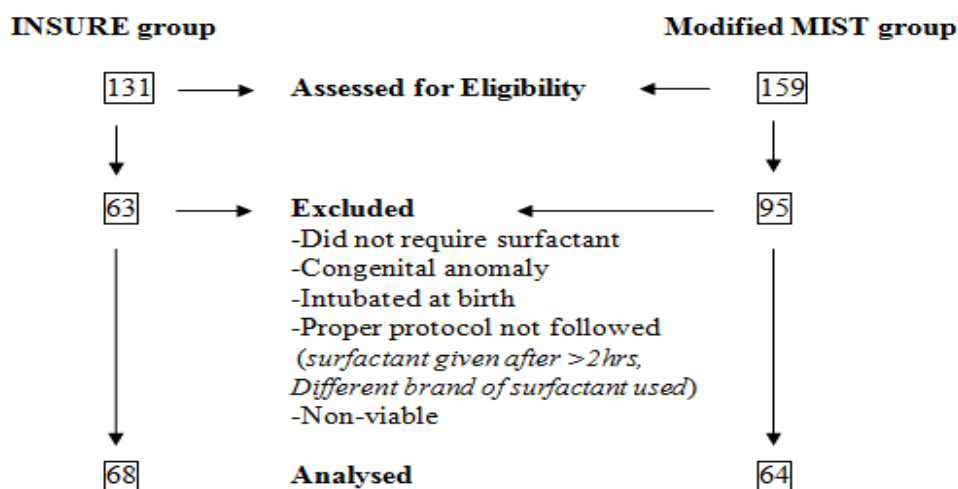 INSURE group Modified MIST group
131 Assessed for Eligibility 159
63 Excluded 95
-Did not require surfactant
-Congenital anomaly
-Intubated at birth
-Proper protocol not followed
(surfactant given after >2hrs,
Different brand of surfactant used)
-Non-viable
68 Analysed 64